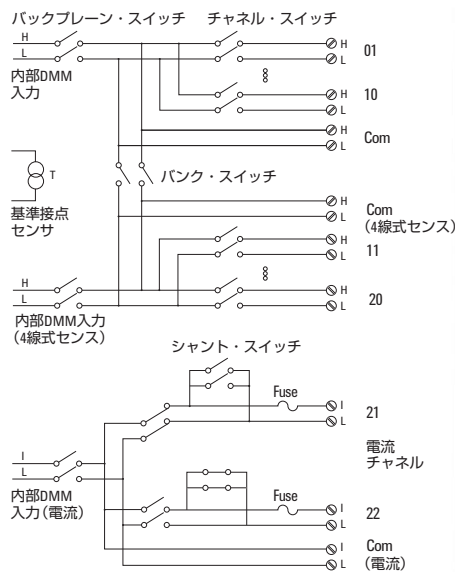 バックプレーン・スイッチ チャネル・スイッチ
H
L
H
L
01
内部DMM
入力
H
L
10
H
L
Com
T
バンク・スイッチ
基準接点
センサ
H
L
Com
(4線式センス)
H
L
11
H
L
H
L
20
内部DMM入力
(4線式センス)
シャント・スイッチ
Fuse
I
L
21
電流
チャネル
I
L
内部DMM
入力(電流)
Fuse
I
L
22
I
L
Com
(電流)